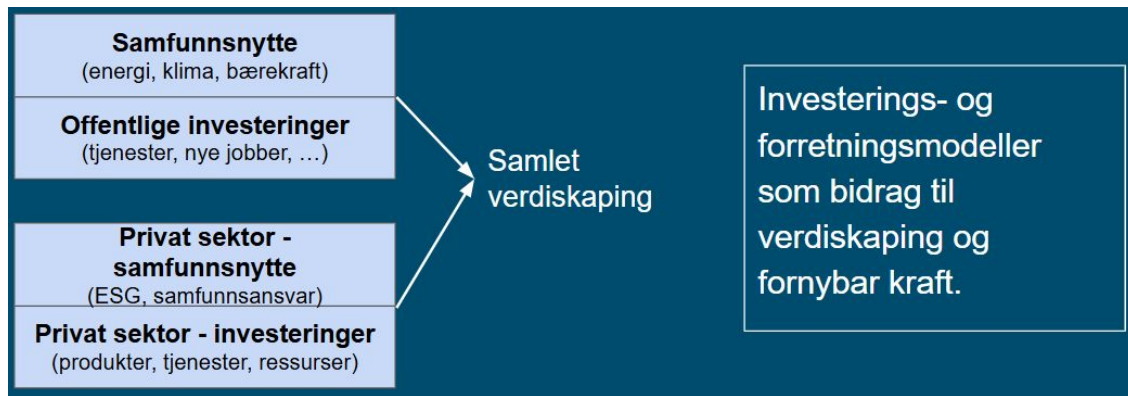 Samfunnsnytte
(energi, klima, bærekraft)
Offentlige investeringer
(tjenester, nye jobber, …)
Privat sektor -
samfunnsnytte
(ESG, samfunnsansvar)
Privat sektor - investeringer
(produkter, tjenester, ressurser)
Samlet
verdiskaping
Investerings- og
forretningsmodeller
som bidrag til
verdiskaping og
fornybar kraft.